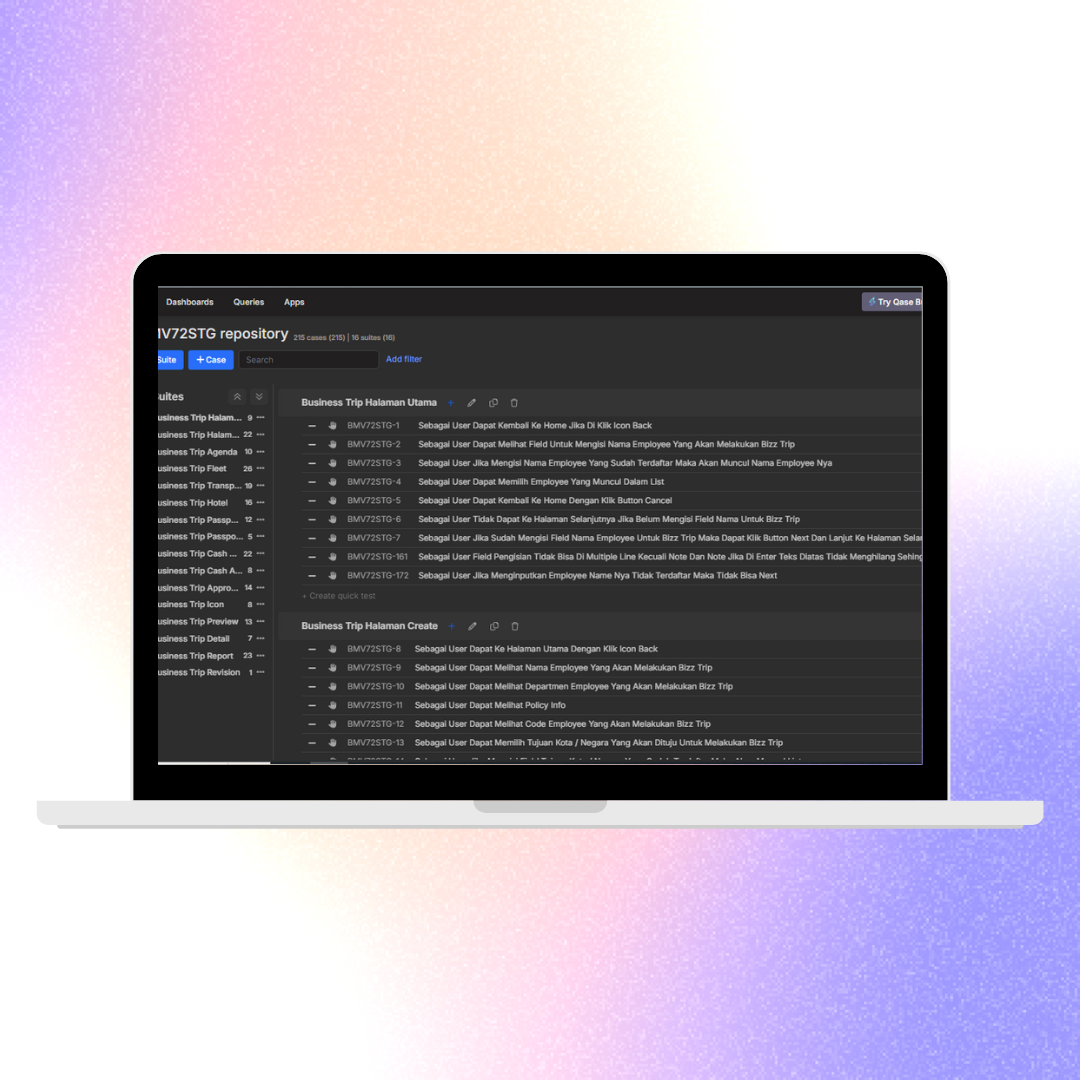 Dashboards Queries Apps Try Qase B
V72STG repository 215 cases (215) | 16 suites (16)
Suite + Case Search Add filter
uites
usiness Trip Halam... 9
usiness Trip Halam... 22
usiness Trip Agenda 10
usiness Trip Fleet 26
usiness Trip Transp... 19
usiness Trip Hotel 16
usiness Trip Passp... 12
usiness Trip Passpo... 5
usiness Trip Cash ... 22
usiness Trip Cash A... 8
usiness Trip Appro... 14
usiness Trip Icon 8
usiness Trip Preview 13
usiness Trip Detail 7
usiness Trip Report 23
usiness Trip Revision 1
Business Trip Halaman Utama
BMV72STG-1 Sebagai User Dapat Kembali Ke Home Jika Di Klik Icon Back
BMV72STG-2 Sebagai User Dapat Melihat Field Untuk Mengisi Nama Employee Yang Akan Melakukan Bizz Trip
BMV72STG-3 Sebagai User Jika Mengisi Nama Employee Yang Sudah Terdaftar Maka Akan Muncul Nama Employee Nya
BMV72STG-4 Sebagai User Dapat Memilih Employee Yang Muncul Dalam List
BMV72STG-5 Sebagai User Dapat Kembali Ke Home Dengan Klik Button Cancel
BMV72STG-6 Sebagai User Tidak Dapat Ke Halaman Selanjutnya Jika Belum Mengisi Field Nama Untuk Bizz Trip
BMV72STG-7 Sebagai User Jika Sudah Mengisi Field Nama Employee Untuk Bizz Trip Maka Dapat Klik Button Next Dan Lanjut Ke Halaman Sela
BMV72STG-161 Sebagai User Field Pengisian Tidak Bisa Di Multiple Line Kecuali Note Dan Note Jika Di Enter Teks Diatas Tidak Menghilang Sehing
BMV72STG-172 Sebagai User Jika Menginputkan Employee Name Nya Tidak Terdaftar Maka Tidak Bisa Next
+ Create quick test
Business Trip Halaman Create
BMV72STG-8 Sebagai User Dapat Ke Halaman Utama Dengan Klik Icon Back
BMV72STG-9 Sebagai User Dapat Melihat Nama Employee Yang Akan Melakukan Bizz Trip
BMV72STG-10 Sebagai User Dapat Melihat Departmen Employee Yang Akan Melakukan Bizz Trip
BMV72STG-11 Sebagai User Dapat Melihat Policy Info
BMV72STG-12 Sebagai User Dapat Melihat Code Employee Yang Akan Melakukan Bizz Trip
BMV72STG-13 Sebagai User Dapat Memilih Tujuan Kota / Negara Yang Akan Dituju Untuk Melakukan Bizz Trip